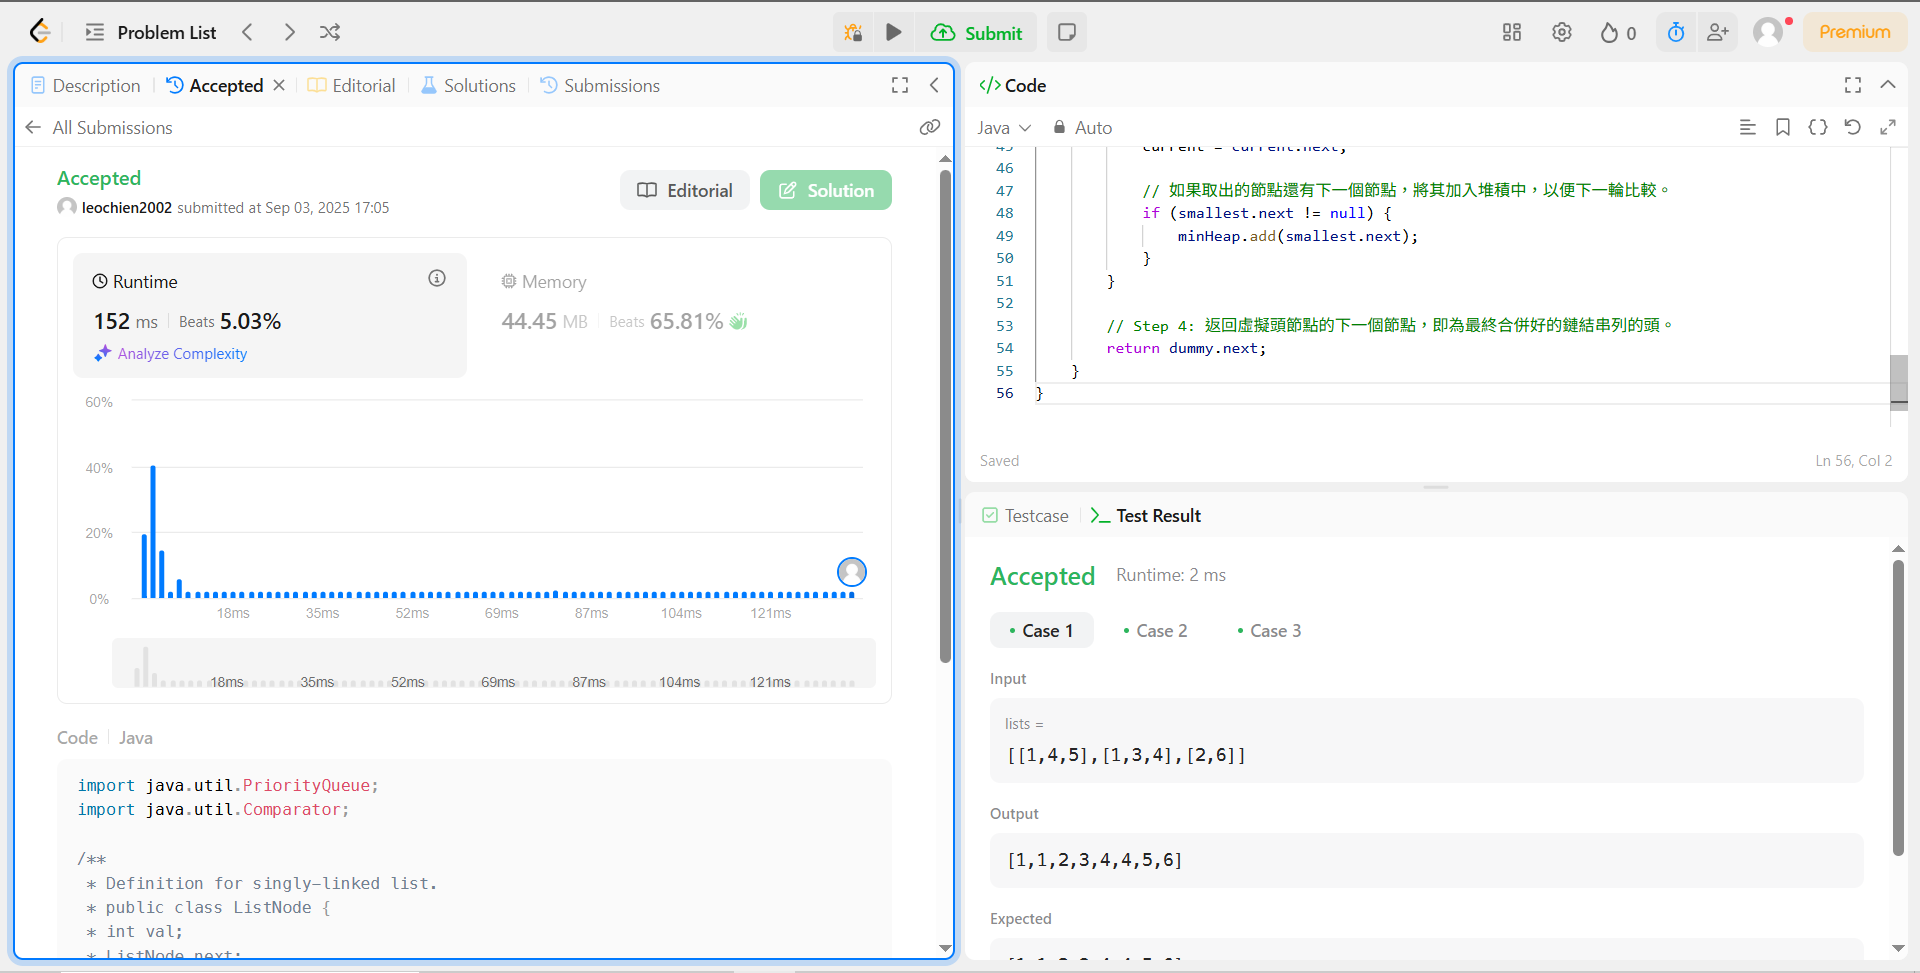 Problem List
Submit
0
Premium
Description
Accepted
Editorial
Solutions
Submissions
All Submissions
Accepted
leochien2002 submitted at Sep 03, 2025 17:05
Editorial
Solution
Runtime
152 ms
Beats 5.03%
Analyze Complexity
Memory
44.45 MB
Beats 65.81%
60%
40%
20%
0%
18ms
35ms
52ms
69ms
87ms
104ms
121ms
18ms
35ms
52ms
69ms
87ms
104ms
121ms
Code
Java
import java.util.PriorityQueue;
import java.util.Comparator;
/**
* Definition for singly-linked list.
* public class ListNode {
* int val;
* ListNode next;
</> Code
Java
Auto
45 current = current.next;
46
47 // 如果取出的節點還有下一個節點，將其加入堆積中，以便下一輪比較。
48 if (smallest.next != null) {
49 minHeap.add(smallest.next);
50 }
51 }
52
53 // Step 4: 返回虛擬頭節點的下一個節點，即為最終合併好的鏈結串列的頭。
54 return dummy.next;
55 }
56 }
Saved
Ln 56, Col 2
Testcase
Test Result
Accepted
Runtime: 2 ms
Case 1
Case 2
Case 3
Input
lists =
[[1,4,5],[1,3,4],[2,6]]
Output
[1,1,2,3,4,4,5,6]
Expected
[1,1,2,3,4,4,5,6]